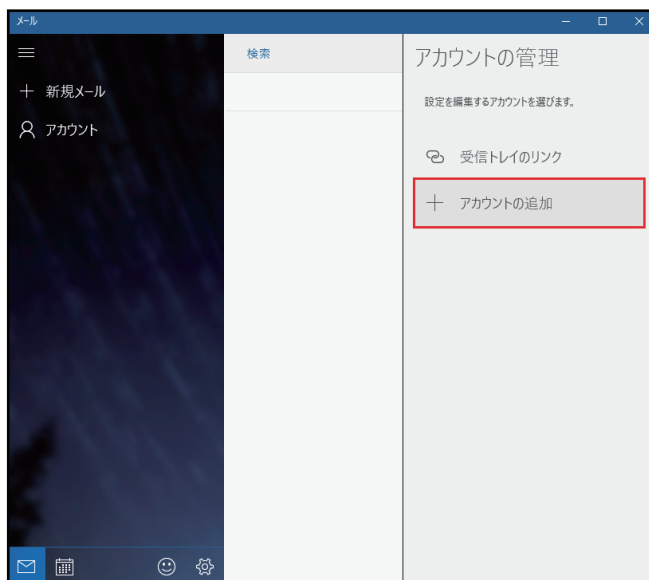 メール
新規メール
アカウント
検索
アカウントの管理
設定を編集するアカウントを選びます。
受信トレイのリンク
アカウントの追加